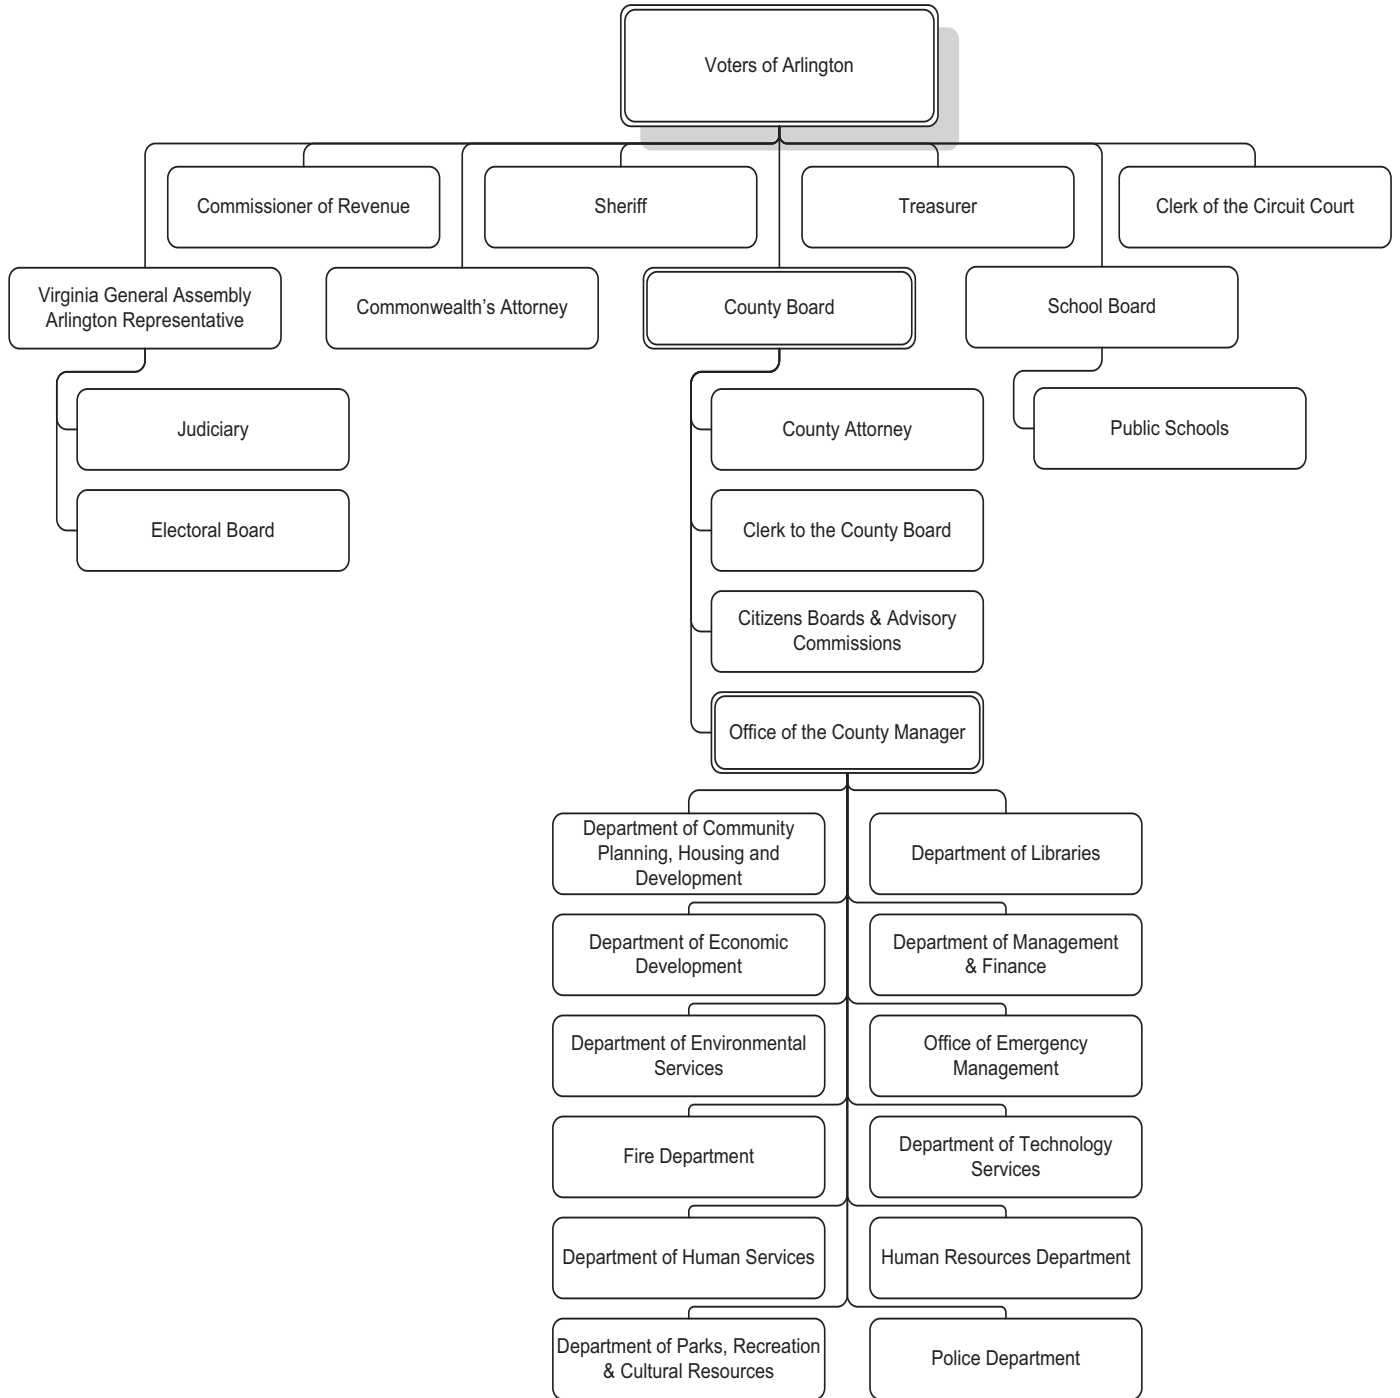 Voters of Arlington
Commissioner of Revenue
Sheriff
Treasurer
Clerk of the Circuit Court
Virginia General Assembly
Arlington Representative
Commonwealth's Attorney
County Board
School Board
Judiciary
County Attorney
Public Schools
Electoral Board
Clerk to the County Board
Citizens Boards & Advisory
Commissions
Office of the County Manager
Department of Community
Planning, Housing and
Development
Department of Libraries
Department of Economic
Development
Department of Management
& Finance
Department of Environmental
Services
Office of Emergency
Management
Fire Department
Department of Technology
Services
Department of Human Services
Human Resources Department
Department of Parks, Recreation
& Cultural Resources
Police Department